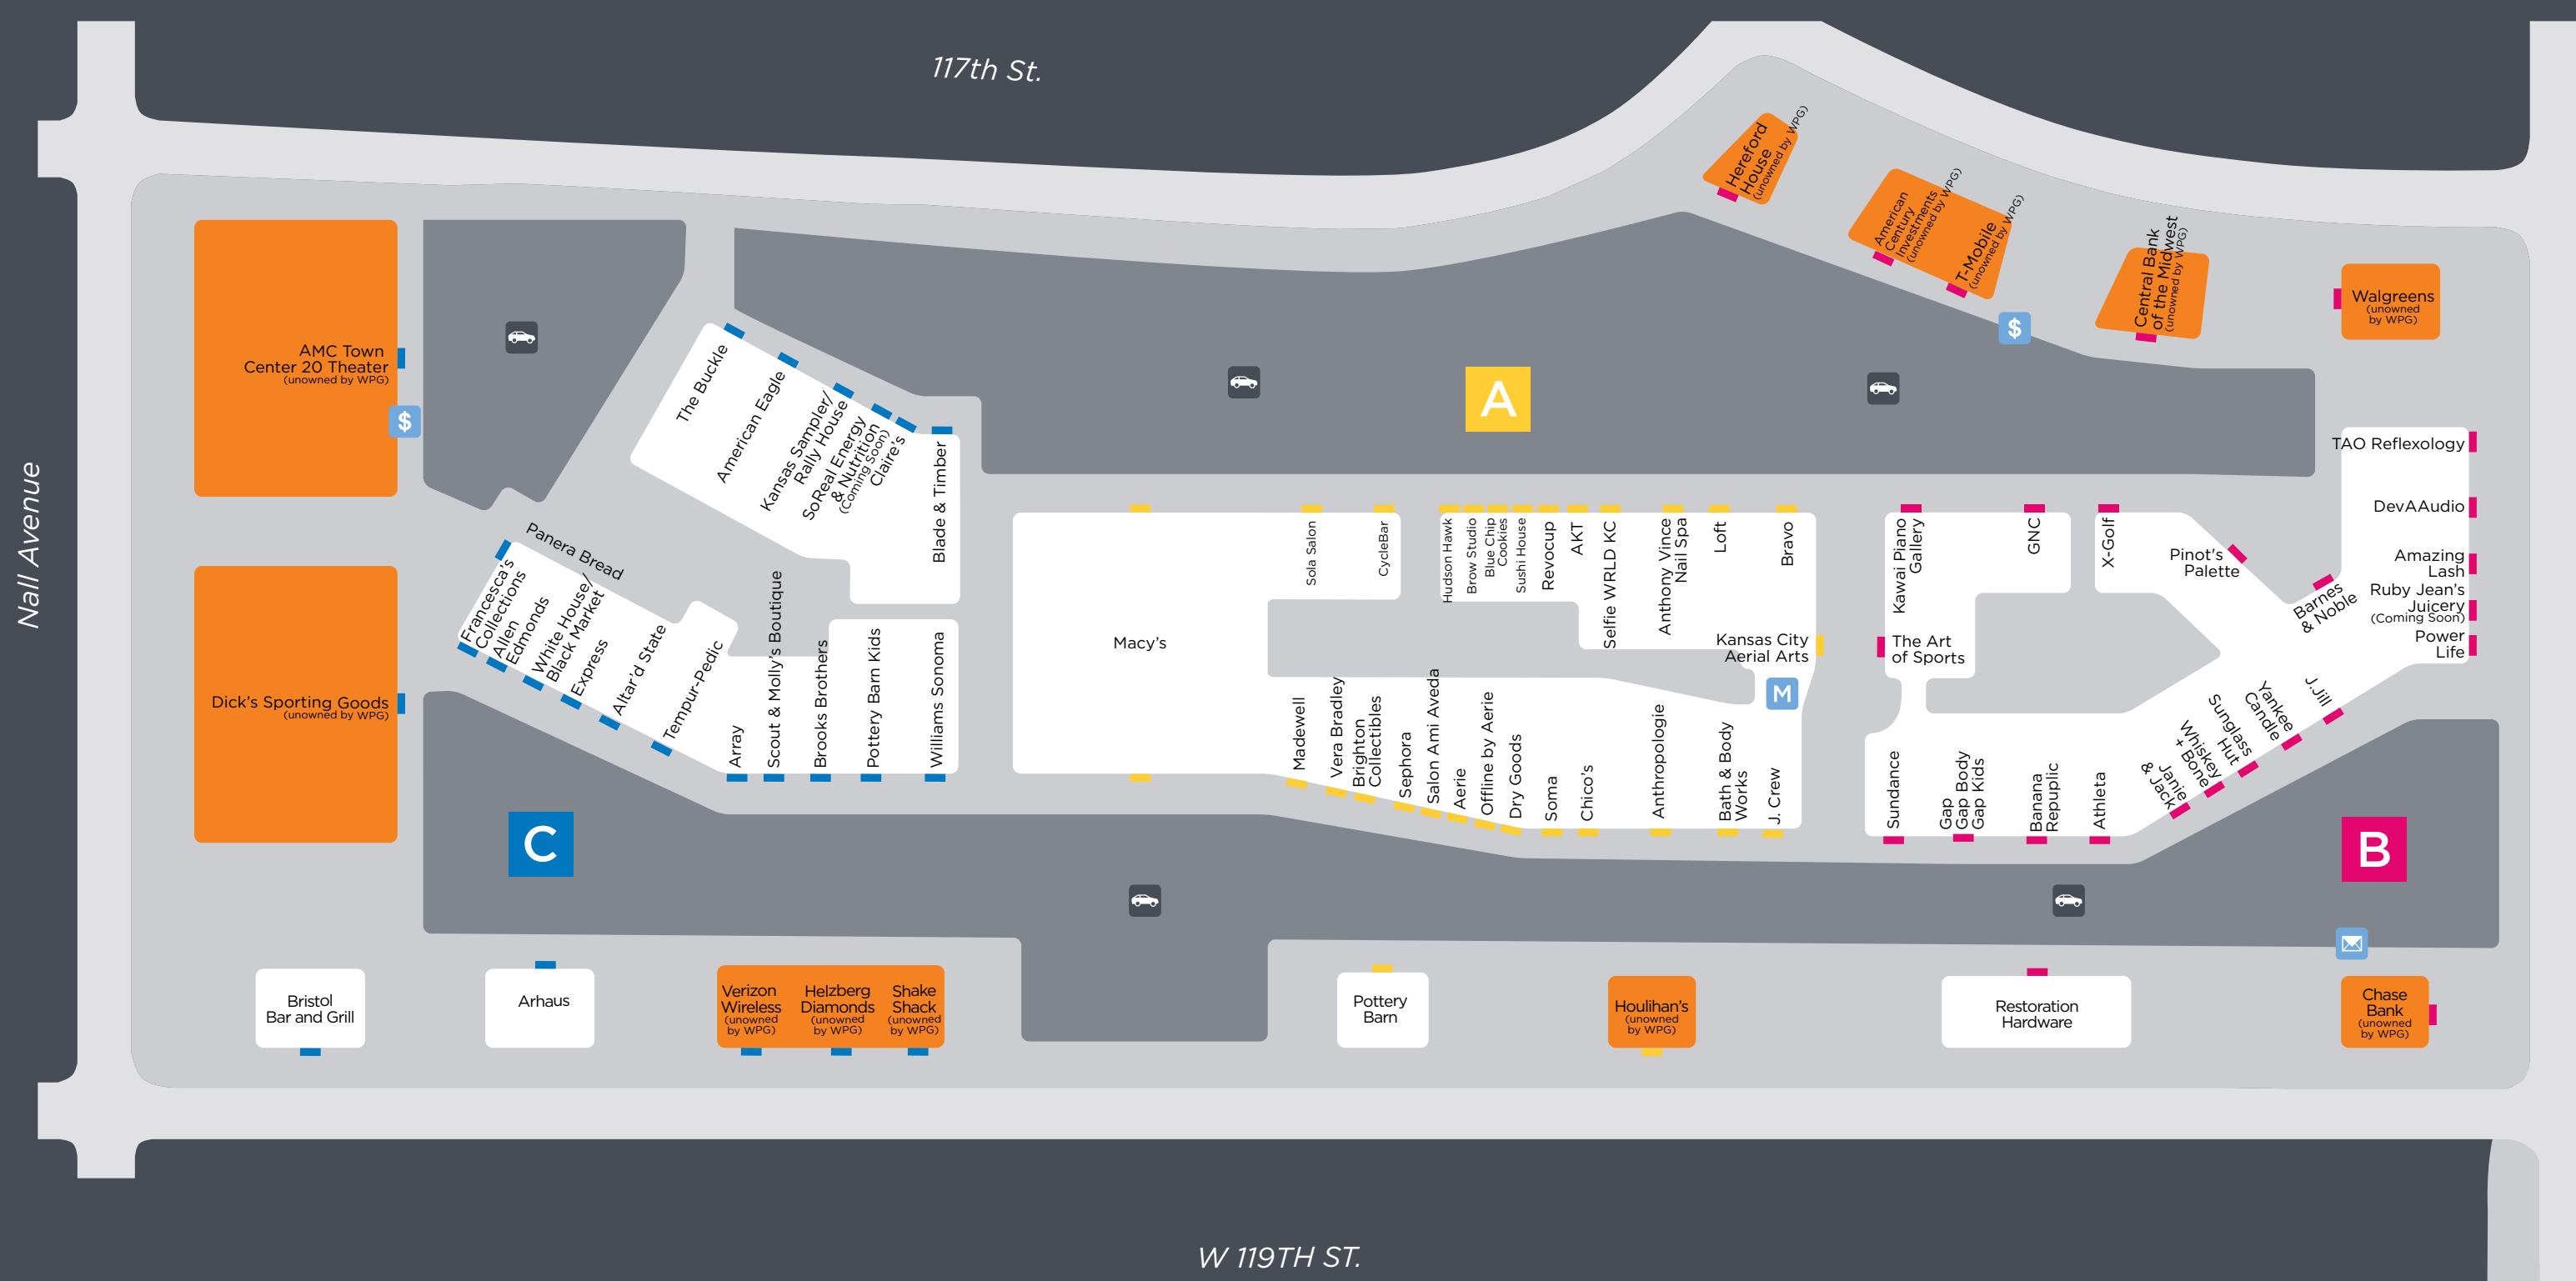 117th St.
Nall Avenue
W 119TH ST.
A
B
C
M
$
$
Hereford
House
(unowned by WPG)
American
Century
Investments
(unowned by WPG)
T-Mobile
(unowned by WPG)
Central Bank
of the Midwest
(unowned by WPG)
Walgreens
(unowned
by WPG)
AMC Town
Center 20 Theater
(unowned by WPG)
Dick's Sporting Goods
(unowned by WPG)
The Buckle
American Eagle
Kansas Sampler/
Rally House
SoReal Energy
& Nutrition
(Coming Soon)
Claire's
Blade & Timber
Panera Bread
Francesca's
Collections
Allen
Edmonds
White House/
Black Market
Express
Altar'd State
Tempur-Pedic
Array
Scout & Molly's Boutique
Brooks Brothers
Pottery Barn Kids
Williams Sonoma
Macy's
Sola Salon
CycleBar
Hudson Hawk
Brow Studio
Blue Chip
Cookies
Sushi House
Revocup
AKT
Selfie WRLD KC
Anthony Vince
Nail Spa
Loft
Bravo
Kansas City
Aerial Arts
Madewell
Vera Bradley
Brighton
Collectibles
Sephora
Salon Ami Aveda
Aerie
Offline by Aerie
Dry Goods
Soma
Chico's
Anthropologie
Bath & Body
Works
J. Crew
Kawai Piano
Gallery
GNC
The Art
of Sports
X-Golf
Pinot's
Palette
Barnes
& Noble
TAO Reflexology
DevAAudio
Amazing
Lash
Ruby Jean's
Juicery
(Coming Soon)
Power
Life
Sundance
Gap
Gap Body
Gap Kids
Banana
Repuplic
Athleta
Janie
& Jack
Whiskey
+ Bone
Sunglass
Hut
Yankee
Candle
J.Jill
Bristol
Bar and Grill
Arhaus
Verizon
Wireless
(unowned
by WPG)
Helzberg
Diamonds
(unowned
by WPG)
Shake
Shack
(unowned
by WPG)
Pottery
Barn
Houlihan's
(unowned
by WPG)
Restoration
Hardware
Chase
Bank
(unowned
by WPG)